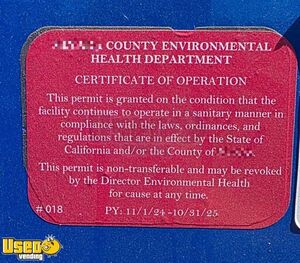 COUNTY ENVIRONMENTAL
HEALTH DEPARTMENT
CERTIFICATE OF OPERATION
This permit is granted on the condition that the
facility continues to operate in a sanitary manner in
compliance with the laws, ordinances, and
regulations that are in effect by the State of
California and/or the County of
This permit is non-transferable and may be revoked
by the Director Environmental Health
for cause at any time.
# 018 PY: 11/1/24 -10/31/25
UsedVending